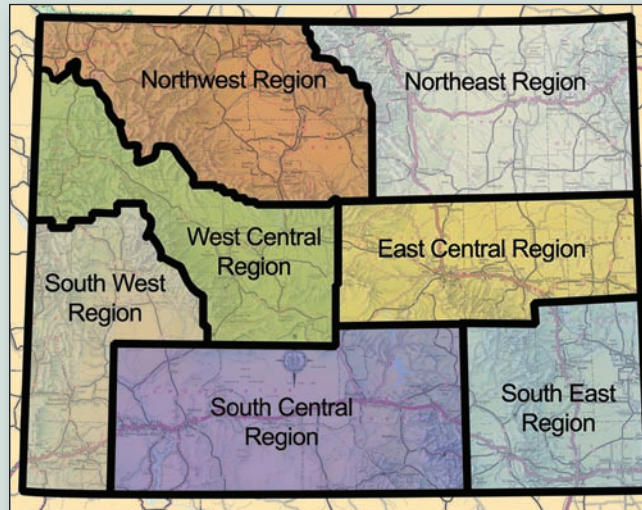 Northwest Region
Northeast Region
West Central
Region
East Central Region
South West
Region
South Central
Region
South East
Region